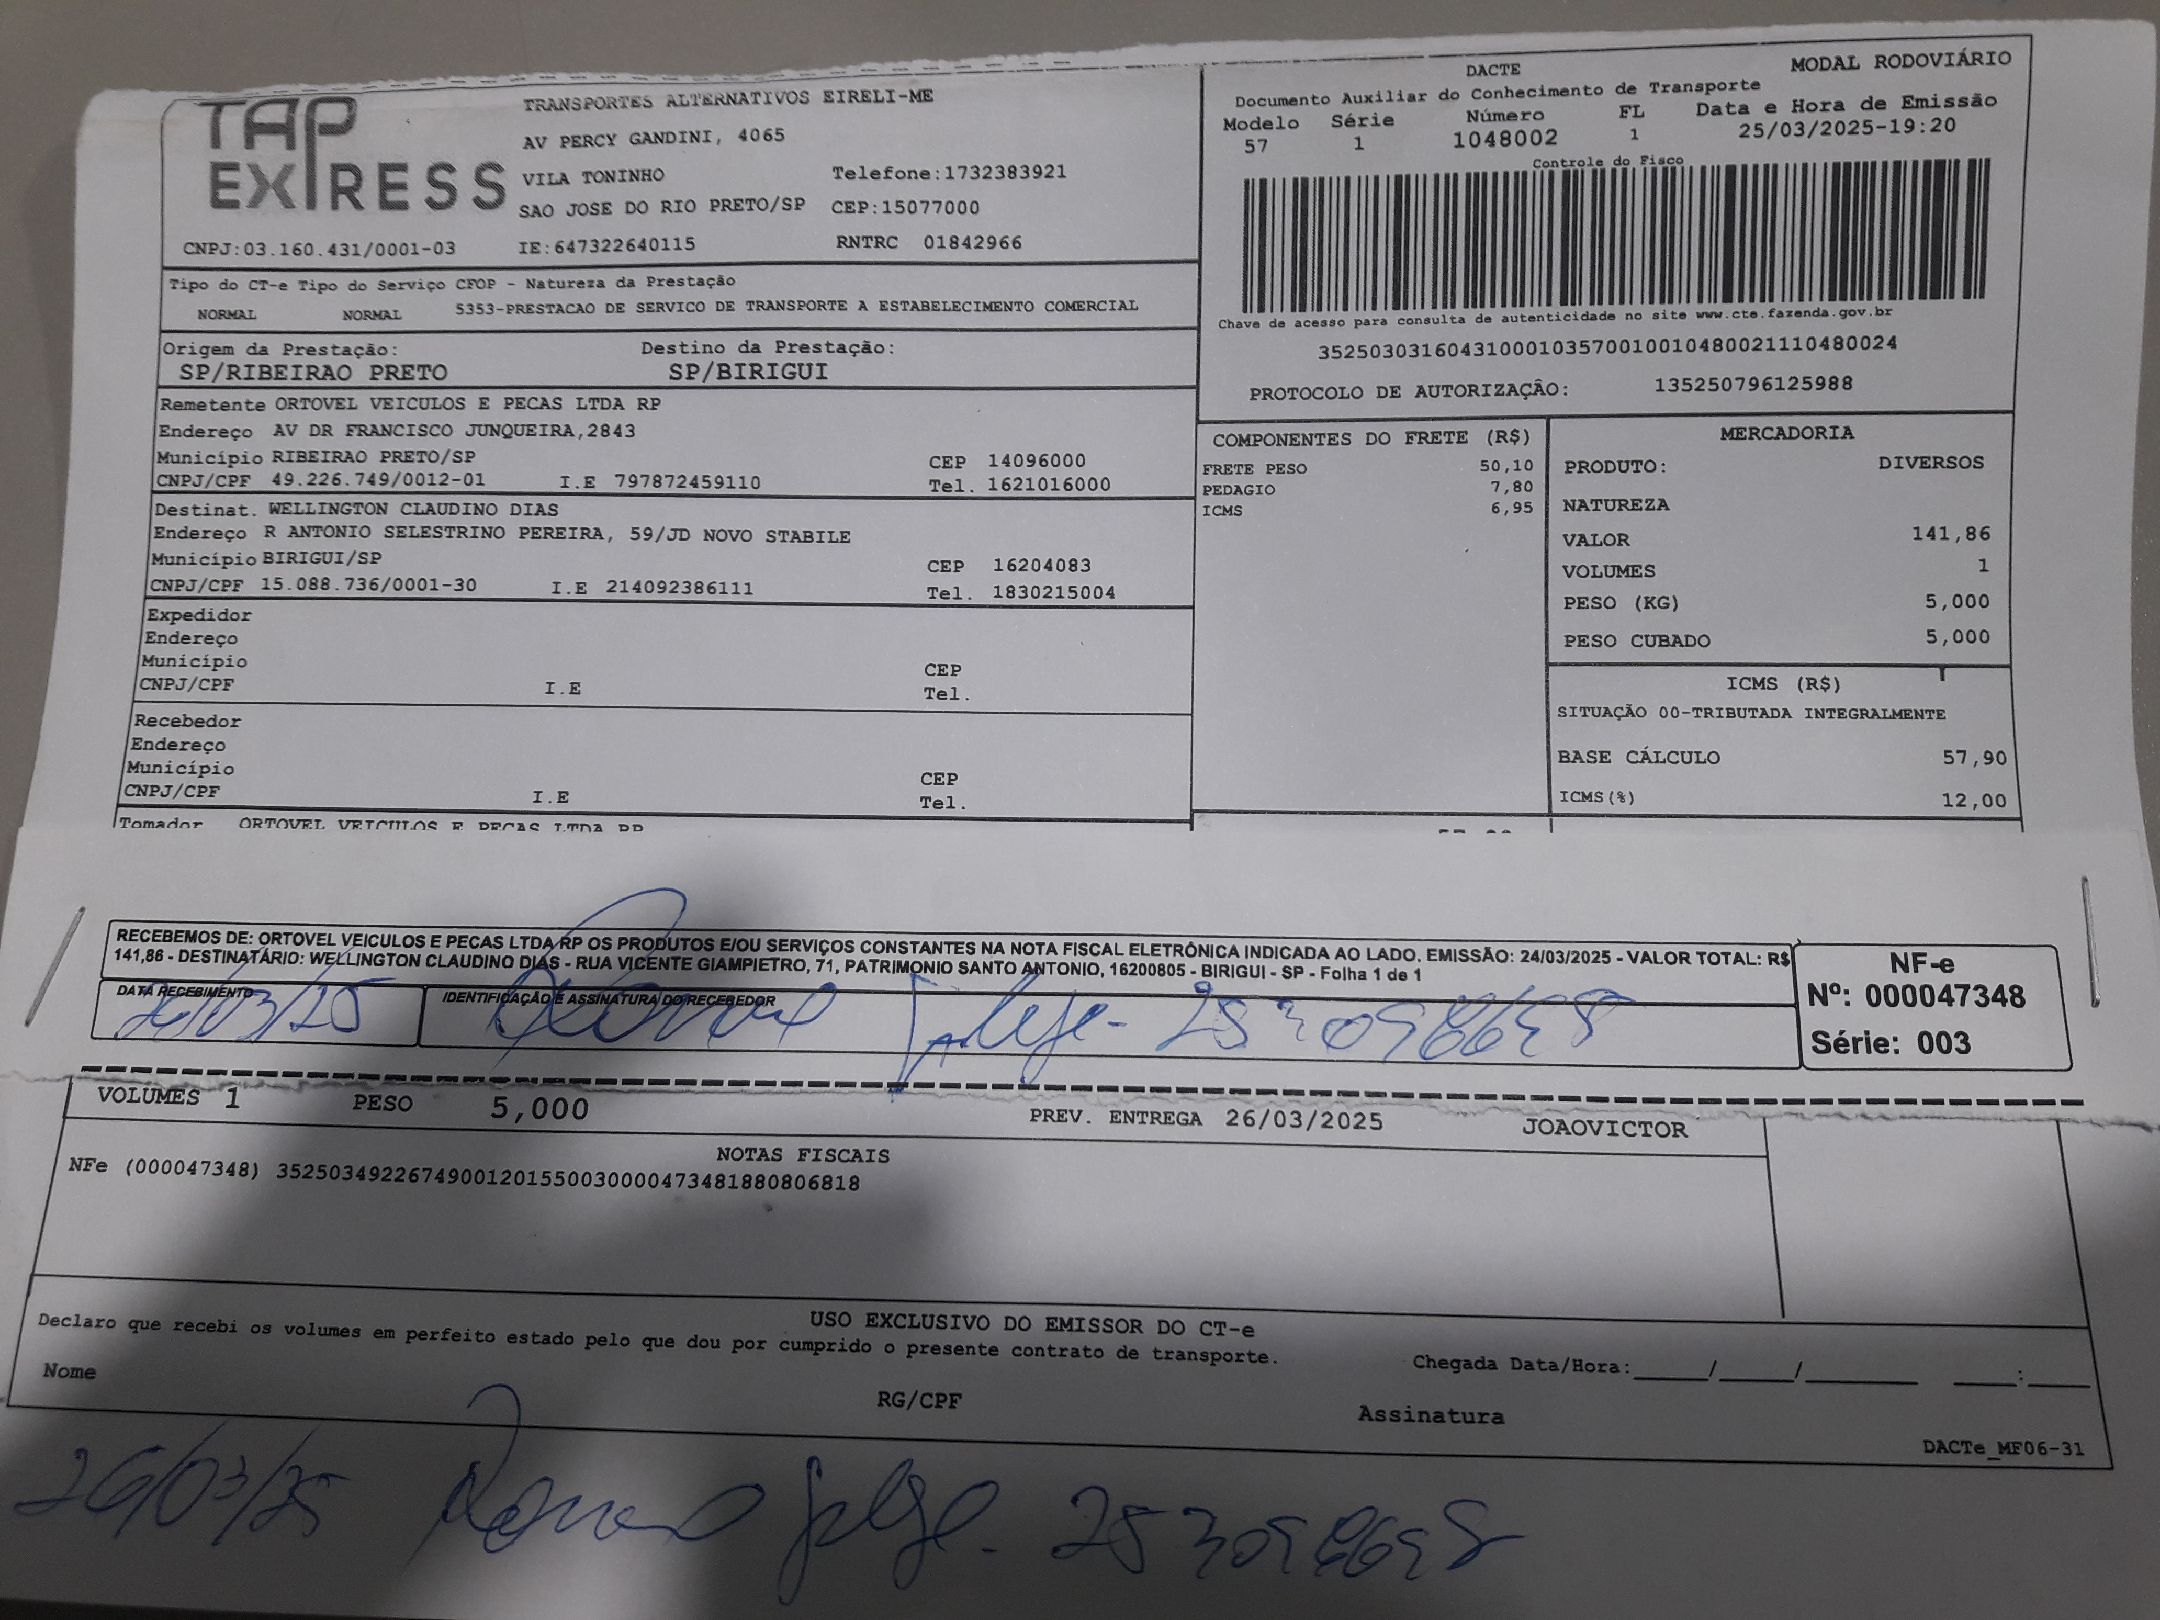 TAP EXPRESS
TRANSPORTES ALTERNATIVOS EIRELI-ME
AV PERCY GANDINI, 4065
VILA TONINHO Telefone:1732383921
SAO JOSE DO RIO PRETO/SP CEP:15077000
CNPJ:03.160.431/0001-03 IE:647322640115 RNTRC 01842966
DACTE MODAL RODOVIÁRIO
Documento Auxiliar do Conhecimento de Transporte
Modelo Série Número FL Data e Hora de Emissão
57 1 1048002 1 25/03/2025-19:20
Controle do Fisco
Chave de acesso para consulta de autenticidade no site www.cte.fazenda.gov.br
35250303160431000103570010010480021110480024
PROTOCOLO DE AUTORIZAÇÃO: 135250796125988
Tipo do CT-e Tipo do Serviço CFOP - Natureza da Prestação
NORMAL NORMAL 5353-PRESTACAO DE SERVICO DE TRANSPORTE A ESTABELECIMENTO COMERCIAL
Origem da Prestação: Destino da Prestação:
SP/RIBEIRAO PRETO SP/BIRIGUI
Remetente ORTOVEL VEICULOS E PECAS LTDA RP
Endereço AV DR FRANCISCO JUNQUEIRA,2843
Município RIBEIRAO PRETO/SP CEP 14096000
CNPJ/CPF 49.226.749/0012-01 I.E 797872459110 Tel. 1621016000
Destinat. WELLINGTON CLAUDINO DIAS
Endereço R ANTONIO SELESTRINO PEREIRA, 59/JD NOVO STABILE
Município BIRIGUI/SP CEP 16204083
CNPJ/CPF 15.088.736/0001-30 I.E 214092386111 Tel. 1830215004
Expedidor
Endereço
Município CEP
CNPJ/CPF I.E Tel.
Recebedor
Endereço
Município CEP
CNPJ/CPF I.E Tel.
Tomador ORTOVEL VEICULOS E PECAS LTDA RP
COMPONENTES DO FRETE (R$)
FRETE PESO 50,10
PEDAGIO 7,80
ICMS 6,95
MERCADORIA
PRODUTO: DIVERSOS
NATUREZA
VALOR 141,86
VOLUMES 1
PESO (KG) 5,000
PESO CUBADO 5,000
ICMS (R$)
SITUAÇÃO 00-TRIBUTADA INTEGRALMENTE
BASE CÁLCULO 57,90
ICMS(%) 12,00
RECEBEMOS DE: ORTOVEL VEICULOS E PECAS LTDA RP OS PRODUTOS E/OU SERVIÇOS CONSTANTES NA NOTA FISCAL ELETRÔNICA INDICADA AO LADO. EMISSÃO: 24/03/2025 - VALOR TOTAL: R$
141,86 - DESTINATÁRIO: WELLINGTON CLAUDINO DIAS - RUA VICENTE GIAMPIETRO, 71, PATRIMONIO SANTO ANTONIO, 16200805 - BIRIGUI - SP - Folha 1 de 1
DATA RECEBIMENTO IDENTIFICAÇÃO E ASSINATURA DO RECEBEDOR
26/03/25
NF-e
Nº: 000047348
Série: 003
VOLUMES 1 PESO 5,000 PREV. ENTREGA 26/03/2025 JOAOVICTOR
NOTAS FISCAIS
NFe (000047348) 35250349226749001201550030000473481880806818
USO EXCLUSIVO DO EMISSOR DO CT-e
Declaro que recebi os volumes em perfeito estado pelo que dou por cumprido o presente contrato de transporte.
Chegada Data/Hora:_____/_____/________ ____:____
Nome RG/CPF Assinatura
DACTe_MF06-31
26/03/25